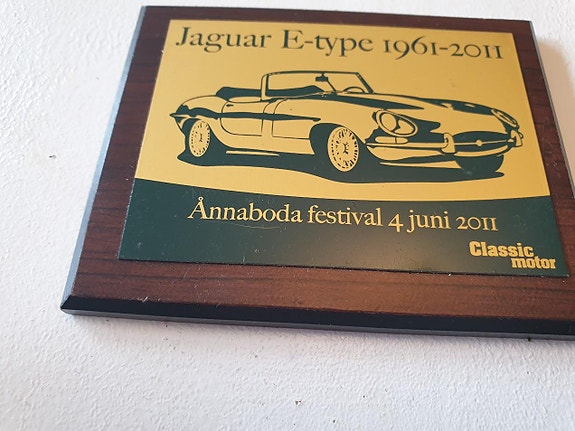 Jaguar E-type 1961-2011
Ånnaboda festival 4 juni 2011
Classic
motor